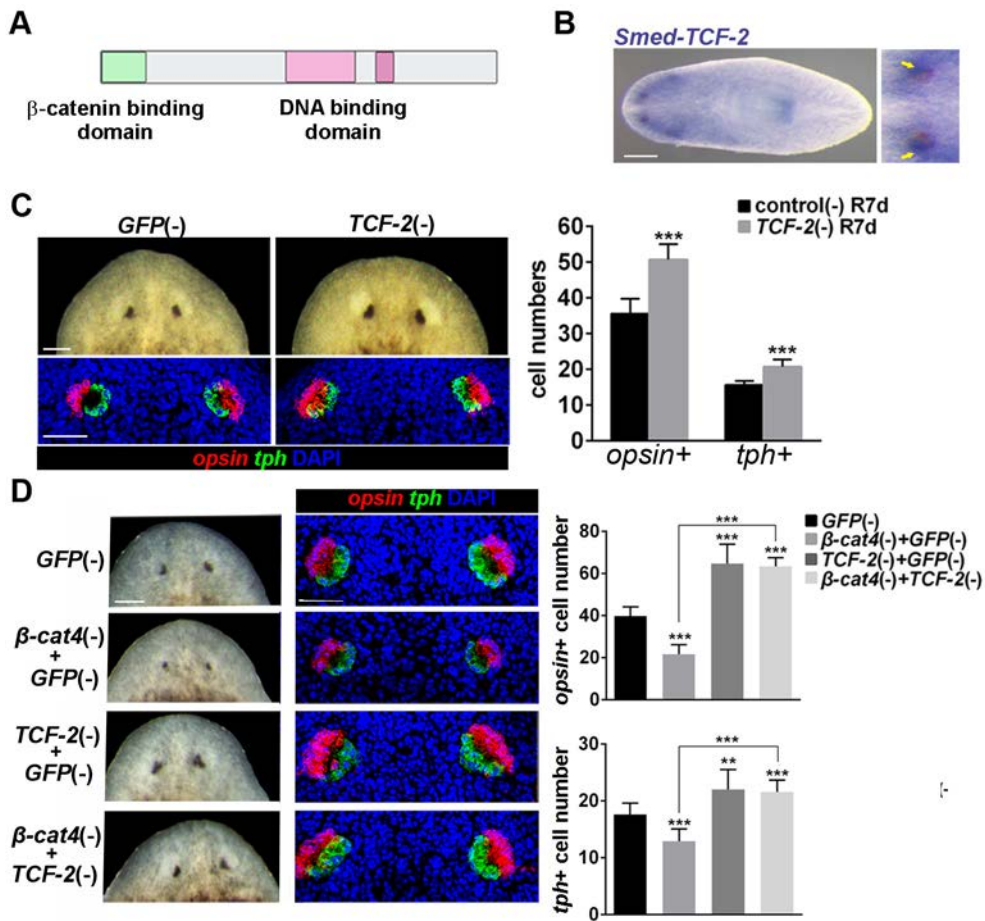 A
β-catenin binding
domain
DNA binding
domain
B
Smed-TCF-2
C
GFP(-)
TCF-2(-)
opsin tph DAPI
control(-) R7d
TCF-2(-) R7d
cell numbers
60
50
40
30
20
10
0
***
***
opsin+
tph+
D
opsin tph DAPI
GFP(-)
β-cat4(-)
+
GFP(-)
TCF-2(-)
+
GFP(-)
β-cat4(-)
+
TCF-2(-)
GFP(-)
β-cat4(-)+GFP(-)
TCF-2(-)+GFP(-)
β-cat4(-)+TCF-2(-)
opsin+ cell number
80
60
40
20
0
***
***
***
***
tph+ cell number
30
20
10
0
***
***
**
***
(-